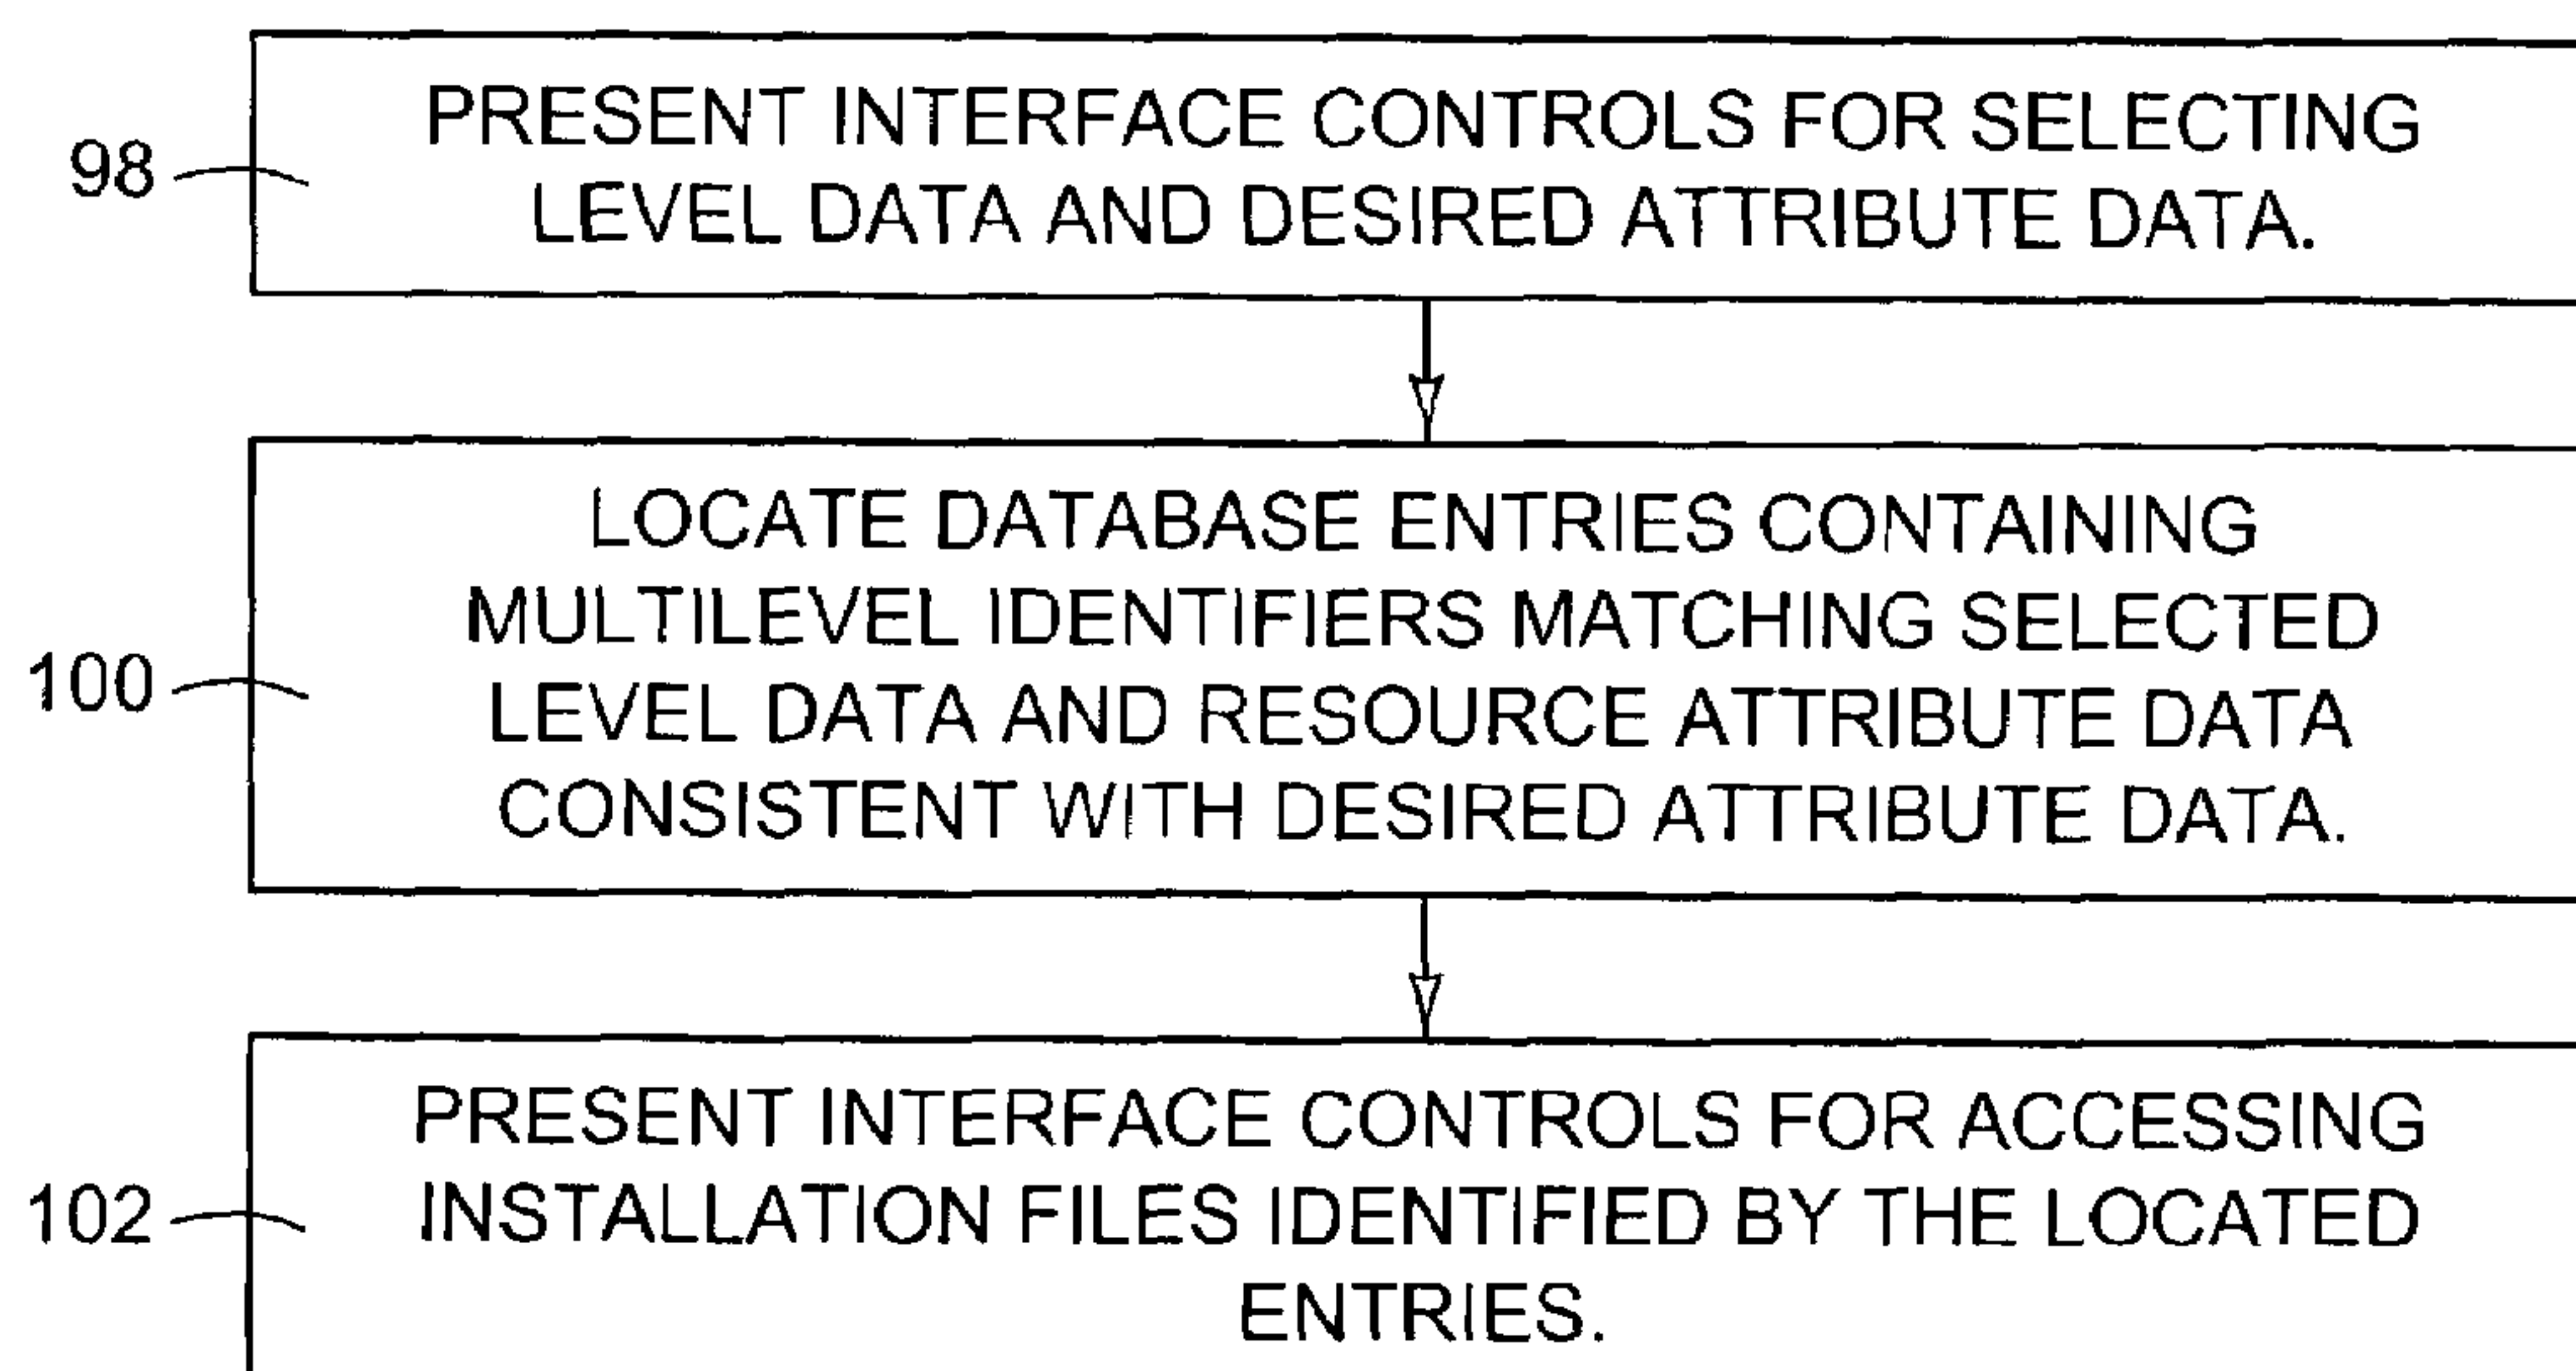 PRESENT INTERFACE CONTROLS FOR SELECTING
98
LEVEL DATA AND DESIRED ATTRIBUTE DATA.
LOCATE DATABASE ENTRIES CONTAINING
MULTILEVEL IDENTIFIERS MATCHING SELECTED
100
LEVEL DATA AND RESOURCE ATTRIBUTE DATA
CONSISTENT WITH DESIRED ATTRIBUTE DATA.
PRESENT INTERFACE CONTROLS FOR ACCESSING
102
INSTALLATION FILES IDENTIFIED BY THE LOCATED
ENTRIES.